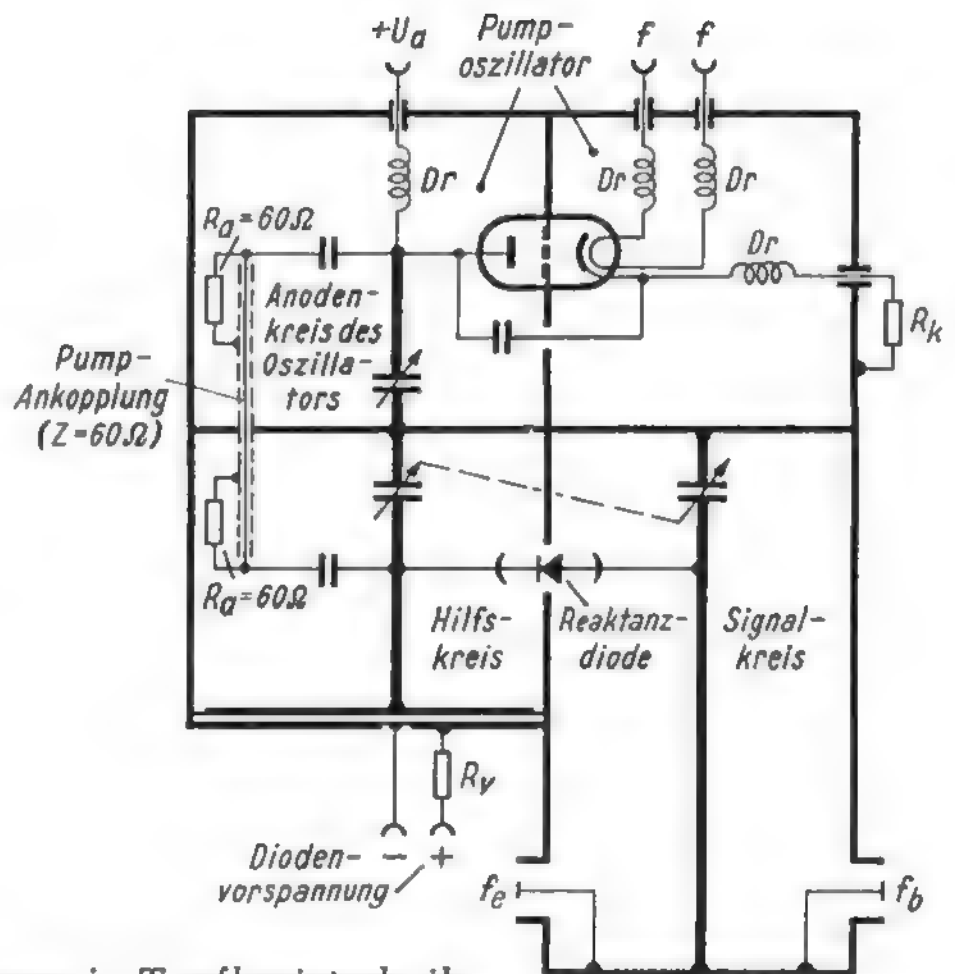 +Ua
Pump-
oszillator
f
f
Dr
Dr
Dr
Dr
Ra=60Ω
Anoden-
kreis des
Oszilla-
tors
Rk
Pump-
Ankopplung
(Z=60Ω)
Ra=60Ω
Hilfs-
kreis
Reaktanz-
diode
Signal-
kreis
Rv
Dioden-
vorspannung
− +
fe
fb